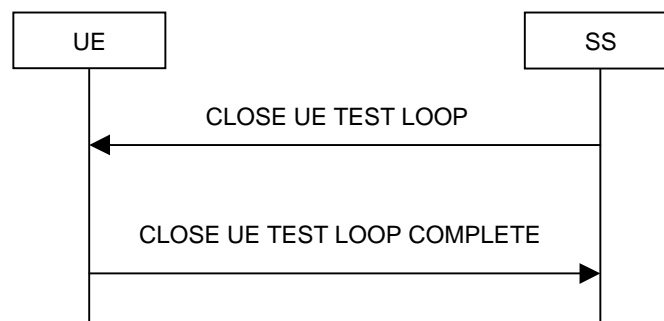 UE
SS
CLOSE UE TEST LOOP
CLOSE UE TEST LOOP COMPLETE